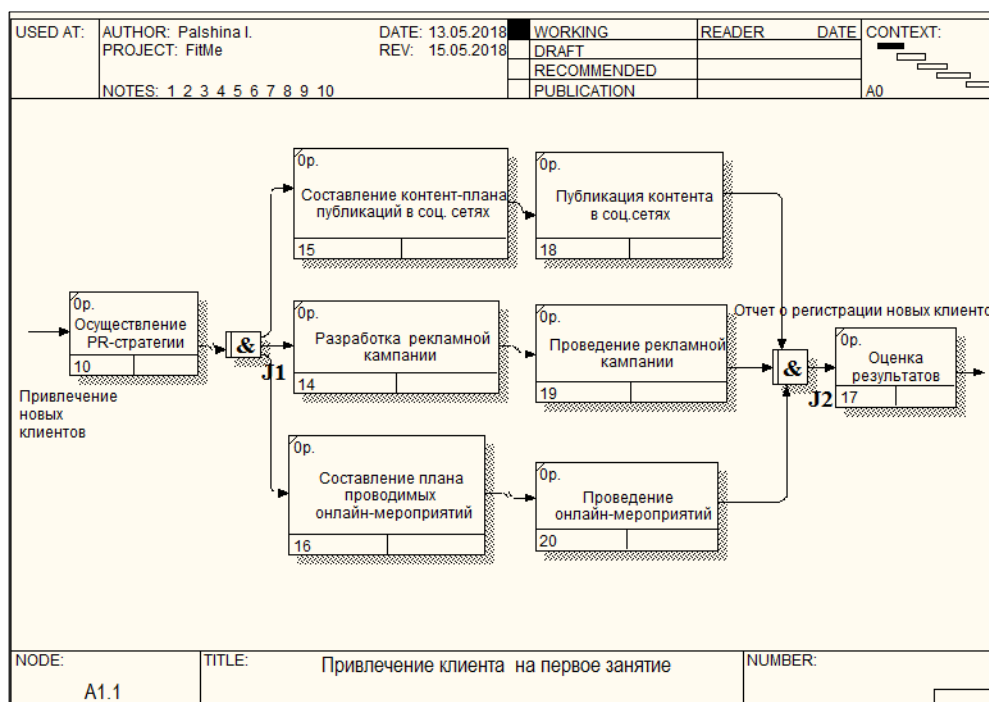 USED AT:
AUTHOR: Palshina I.
DATE: 13.05.2018
PROJECT: FitMe
REV: 15.05.2018
NOTES: 1 2 3 4 5 6 7 8 9 10
WORKING
DRAFT
RECOMMENDED
PUBLICATION
READER
DATE
CONTEXT:
A0
0р.
Составление контент-плана
публикаций в соц. сетях
15
0р.
Публикация контента
в соц.сетях
18
0р.
Осуществление
PR-стратегии
10
Привлечение
новых
клиентов
&
J1
0р.
Разработка рекламной
кампании
14
0р.
Проведение рекламной
кампании
19
Отчет о регистрации новых клиенто
&
J2
0р.
Оценка
результатов
17
0р.
Составление плана
проводимых
онлайн-мероприятий
16
0р.
Проведение
онлайн-мероприятий
20
NODE:
A1.1
TITLE:
Привлечение клиента на первое занятие
NUMBER: